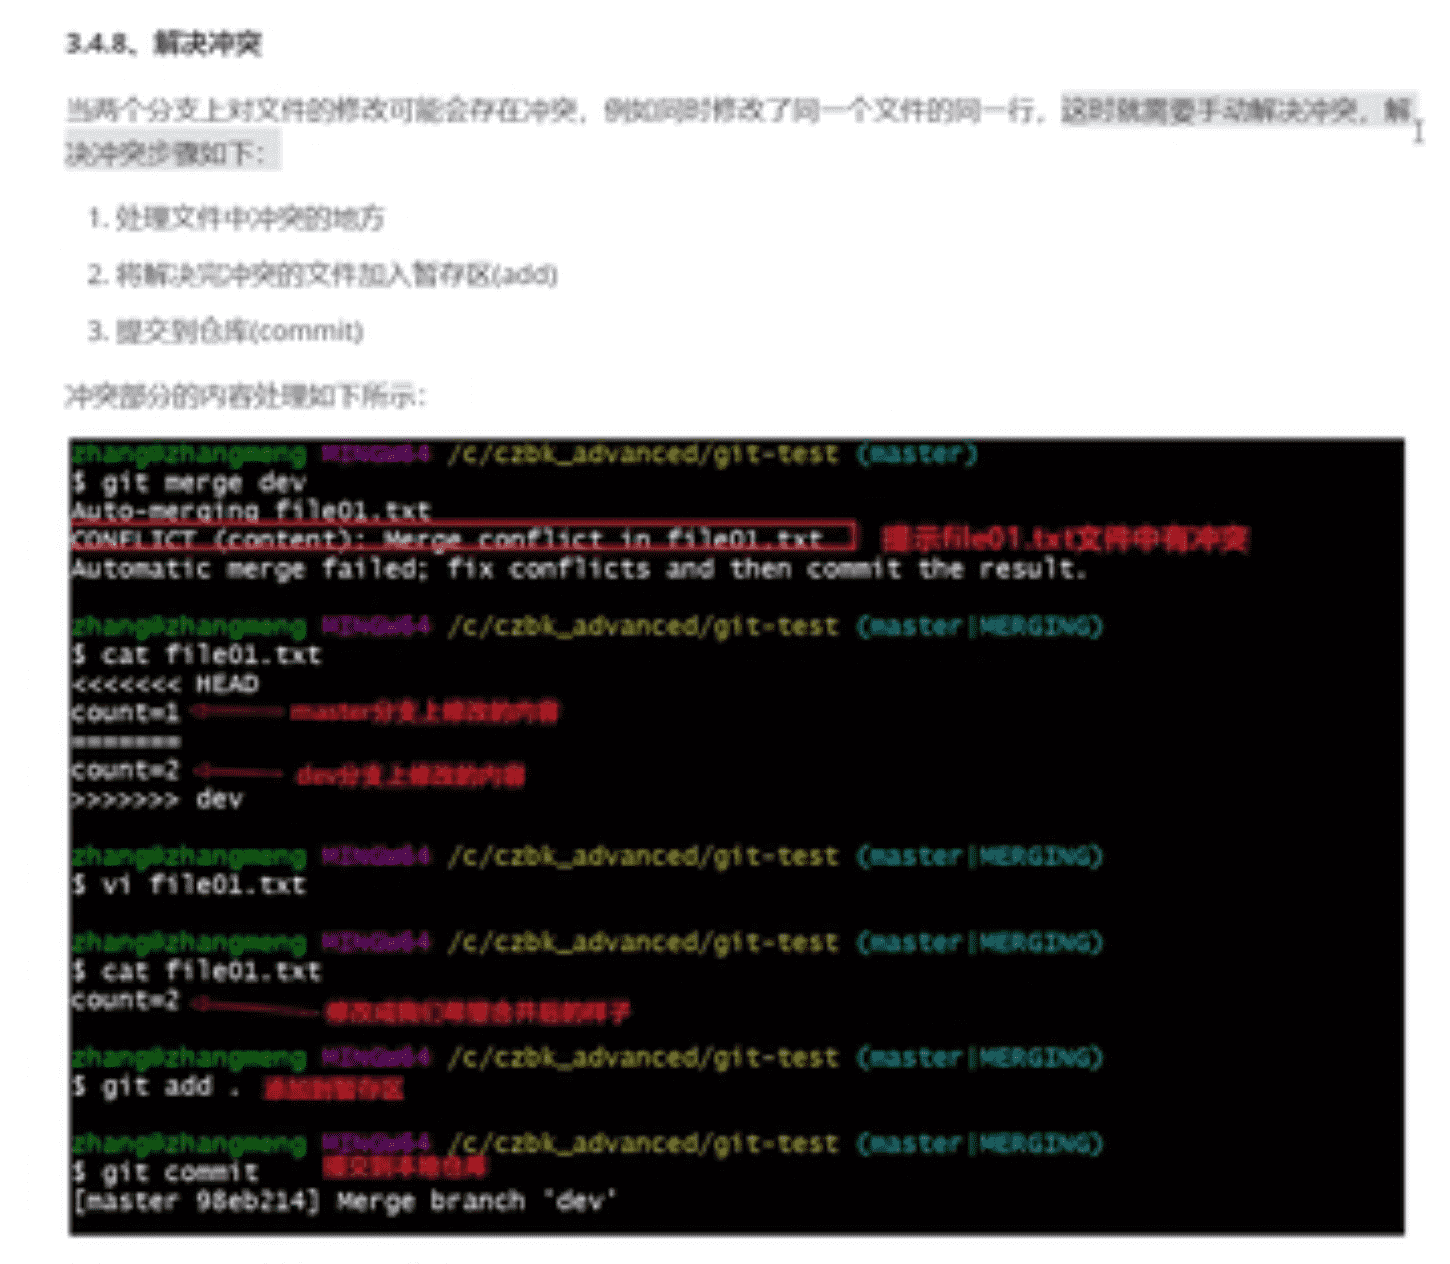 3.4.8、解决冲突
当两个分支上对文件的修改可能会存在冲突，例如同时修改了同一个文件的同一行，这时就需要手动解决冲突，解
决冲突步骤如下：
1. 处理文件中冲突的地方
2. 将解决完冲突的文件加入暂存区(add)
3. 提交到仓库(commit)
冲突部分的内容处理如下所示：
zhang@zhangmeng MINGW64 /c/czbk_advanced/git-test (master)
$ git merge dev
Auto-merging file01.txt
CONFLICT (content): Merge conflict in file01.txt 提示file01.txt文件中有冲突
Automatic merge failed; fix conflicts and then commit the result.
zhang@zhangmeng MINGW64 /c/czbk_advanced/git-test (master|MERGING)
$ cat file01.txt
<<<<<<< HEAD
count=1 master分支上修改的内容
=======
count=2 dev分支上修改的内容
>>>>>>> dev
zhang@zhangmeng MINGW64 /c/czbk_advanced/git-test (master|MERGING)
$ vi file01.txt
zhang@zhangmeng MINGW64 /c/czbk_advanced/git-test (master|MERGING)
$ cat file01.txt
count=2 修改成我们希望合并后的样子
zhang@zhangmeng MINGW64 /c/czbk_advanced/git-test (master|MERGING)
$ git add . 添加到暂存区
zhang@zhangmeng MINGW64 /c/czbk_advanced/git-test (master|MERGING)
$ git commit 提交到本地仓库
[master 98eb214] Merge branch 'dev'